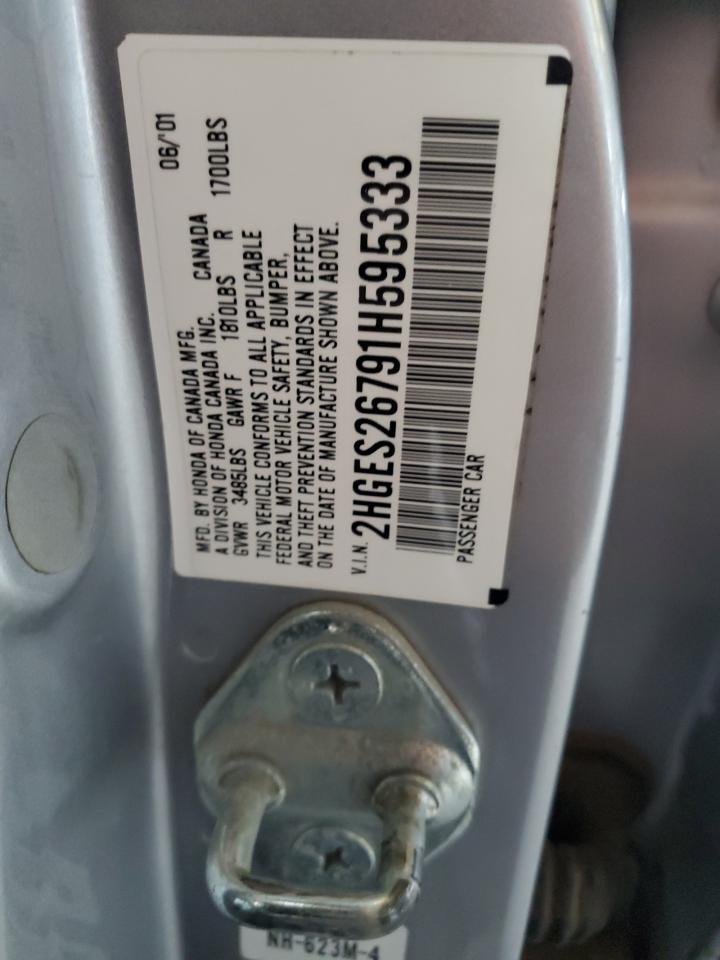 MFD. BY HONDA OF CANADA MFG. 06/'01
A DIVISION OF HONDA CANADA INC. CANADA
GVWR 3485LBS GAWR F 1810LBS R 1700LBS
THIS VEHICLE CONFORMS TO ALL APPLICABLE
FEDERAL MOTOR VEHICLE SAFETY, BUMPER,
AND THEFT PREVENTION STANDARDS IN EFFECT
ON THE DATE OF MANUFACTURE SHOWN ABOVE.
V.I.N. 2HGES26791H595333
PASSENGER CAR
NH-623M-4